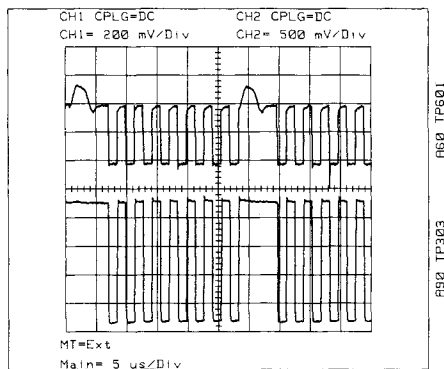 CH1 CPLG=DC CH2 CPLG=DC
CH1= 200 mV/Div CH2= 500 mV/Div
A60 TP601
A90 TP303
MT=Ext
Main= 5 us/Div